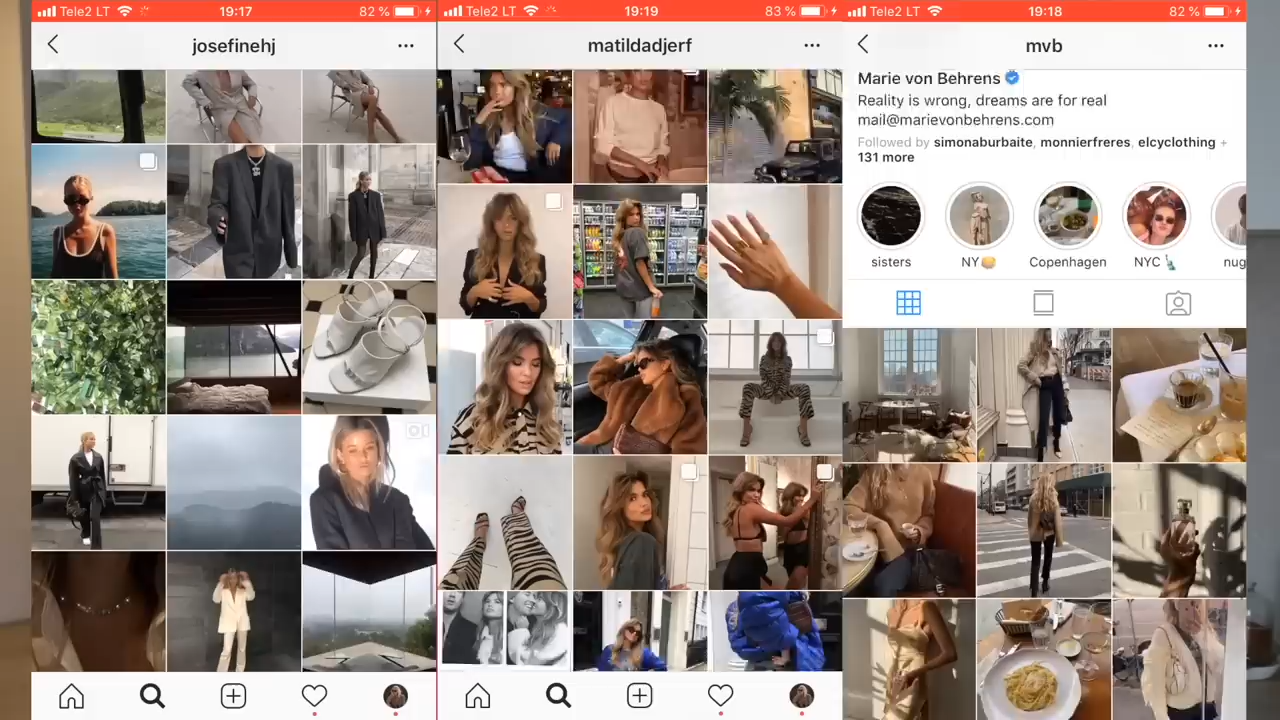 Tele2 LT 19:17 82 %
josefinehj
Tele2 LT 19:19 83 %
matildadjerf
Tele2 LT 19:18 82 %
mvb
Marie von Behrens
Reality is wrong, dreams are for real
mail@marievonbehrens.com
Followed by simonaburbaite, monnierfreres, elcyclothing +
131 more
sisters
NY
Copenhagen
NYC
nug